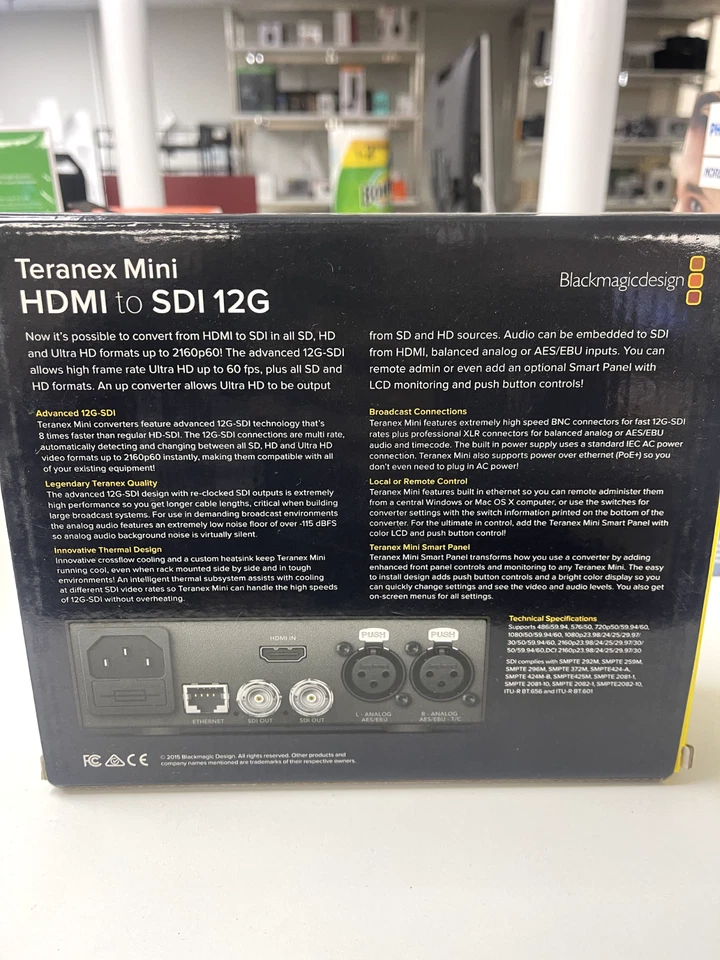 Teranex Mini
HDMI to SDI 12G
Blackmagicdesign
Now it's possible to convert from HDMI to SDI in all SD, HD
and Ultra HD formats up to 2160p60! The advanced 12G-SDI
allows high frame rate Ultra HD up to 60 fps, plus all SD and
HD formats. An up converter allows Ultra HD to be output
from SD and HD sources. Audio can be embedded to SDI
from HDMI, balanced analog or AES/EBU inputs. You can
remote admin or even add an optional Smart Panel with
LCD monitoring and push button controls!
Advanced 12G-SDI
Teranex Mini converters feature advanced 12G-SDI technology that's
8 times faster than regular HD-SDI. The 12G-SDI connections are multi rate,
automatically detecting and changing between all SD, HD and Ultra HD
video formats up to 2160p60 instantly, making them compatible with all
of your existing equipment!
Legendary Quality
The advanced 12G-SDI design with re-clocked SDI outputs is extremely
high performance so you get longer cable lengths, critical when building
large broadcast systems. For use in demanding broadcast environments
the analog audio features an extremely low noise floor of over -115 dBFS
so analog audio background noise is virtually silent.
Innovative Thermal Design
Innovative crossflow cooling and a custom heatsink keep Teranex Mini
running cool, even when rack mounted side by side and in tough
environments! An intelligent thermal subsystem assists with cooling
at different SDI video rates so Teranex Mini can handle the high speeds
of 12G-SDI without overheating.
Broadcast Connections
Teranex Mini features extremely high speed BNC connectors for fast 12G-SDI
rates plus professional XLR connectors for balanced analog or AES/EBU
audio and timecode. The built in power supply uses a standard IEC AC power
connection. Teranex Mini also supports power over ethernet (PoE+) so you
don't even need to plug in AC power!
Local or Remote Control
Teranex Mini features built in ethernet so you can remote administer them
from a central Windows or Mac OS X computer, or use the switches for
converter settings with the switch information printed on the bottom of the
converter. For the ultimate in control, add the Teranex Mini Smart Panel with
color LCD and push button control!
Teranex Mini Smart Panel
Teranex Mini Smart Panel transforms how you use a converter by adding
enhanced front panel controls and monitoring to any Teranex Mini. The easy
to install design adds push button controls and a bright color display so you
can quickly change settings and see the video and audio levels. You also get
on-screen menus for all settings.
Technical Specifications
Supports 486i59.94, 576i50, 720p50/59.94/60,
1080i50/59.94/60, 1080p23.98/24/25/29.97/
30/50/59.94/60, 2160p23.98/24/25/29.97/30/
50/59.94/60,DCI 2160p23.98/24/25/29.97/30
SDI complies with SMPTE 292M, SMPTE 259M,
SMPTE 296M, SMPTE 372M, SMPTE424-A,
SMPTE 424M-B, SMPTE425M, SMPTE 2081-1,
SMPTE 2081-10, SMPTE 2082-1, SMPTE2082-10,
ITU-R BT.656 and ITU-R BT.601
HDMI IN
PUSH
PUSH
ETHERNET
SDI OUT
SDI OUT
L - ANALOG
AES/EBU
R - ANALOG
AES/EBU - T/C
FC CE
© 2015 Blackmagic Design. All rights reserved. Other products and
company names mentioned are trademarks of their respective owners.